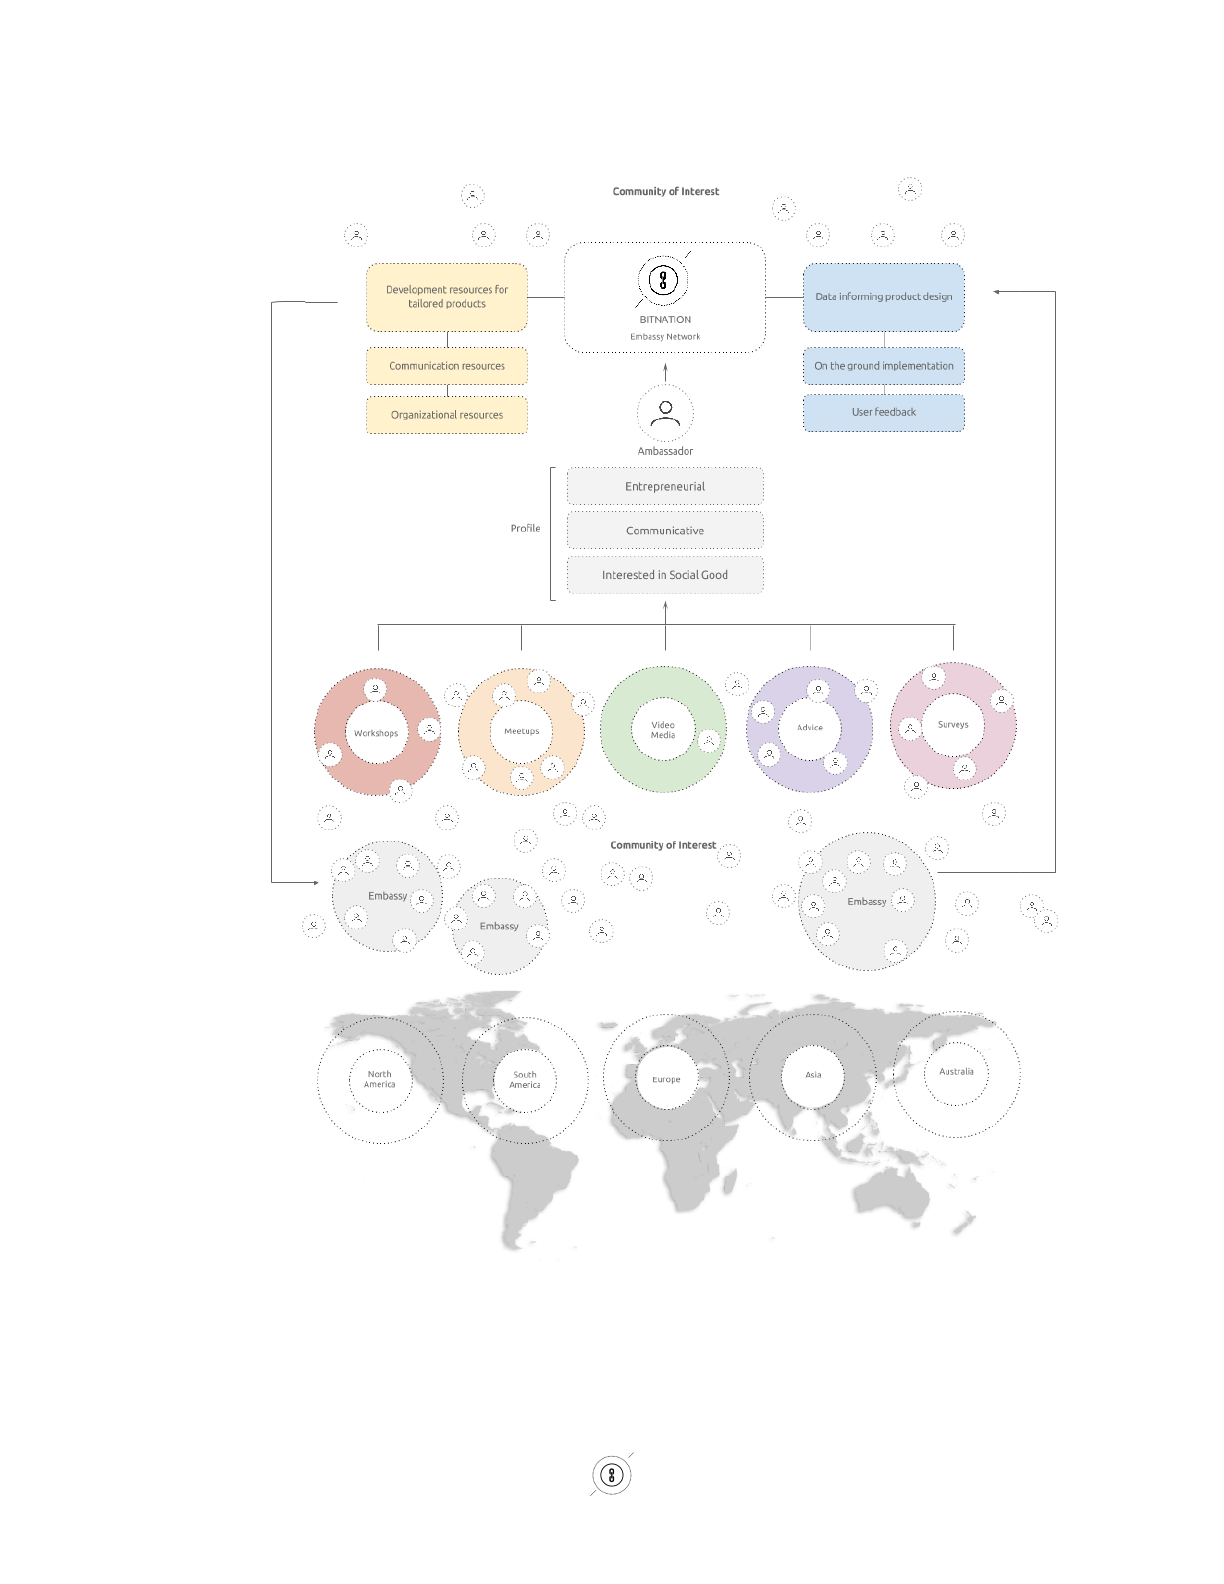 Community of Interest
Development resources for
tailored products
BITNATION
Embassy Network
Data informing product design
Communication resources
On the ground implementation
Organizational resources
User feedback
Ambassador
Entrepreneurial
Profile
Communicative
Interested in Social Good
Workshops
Meetups
Video
Media
Advice
Surveys
Community of Interest
Embassy
Embassy
Embassy
North
America
South
America
Europe
Asia
Australia